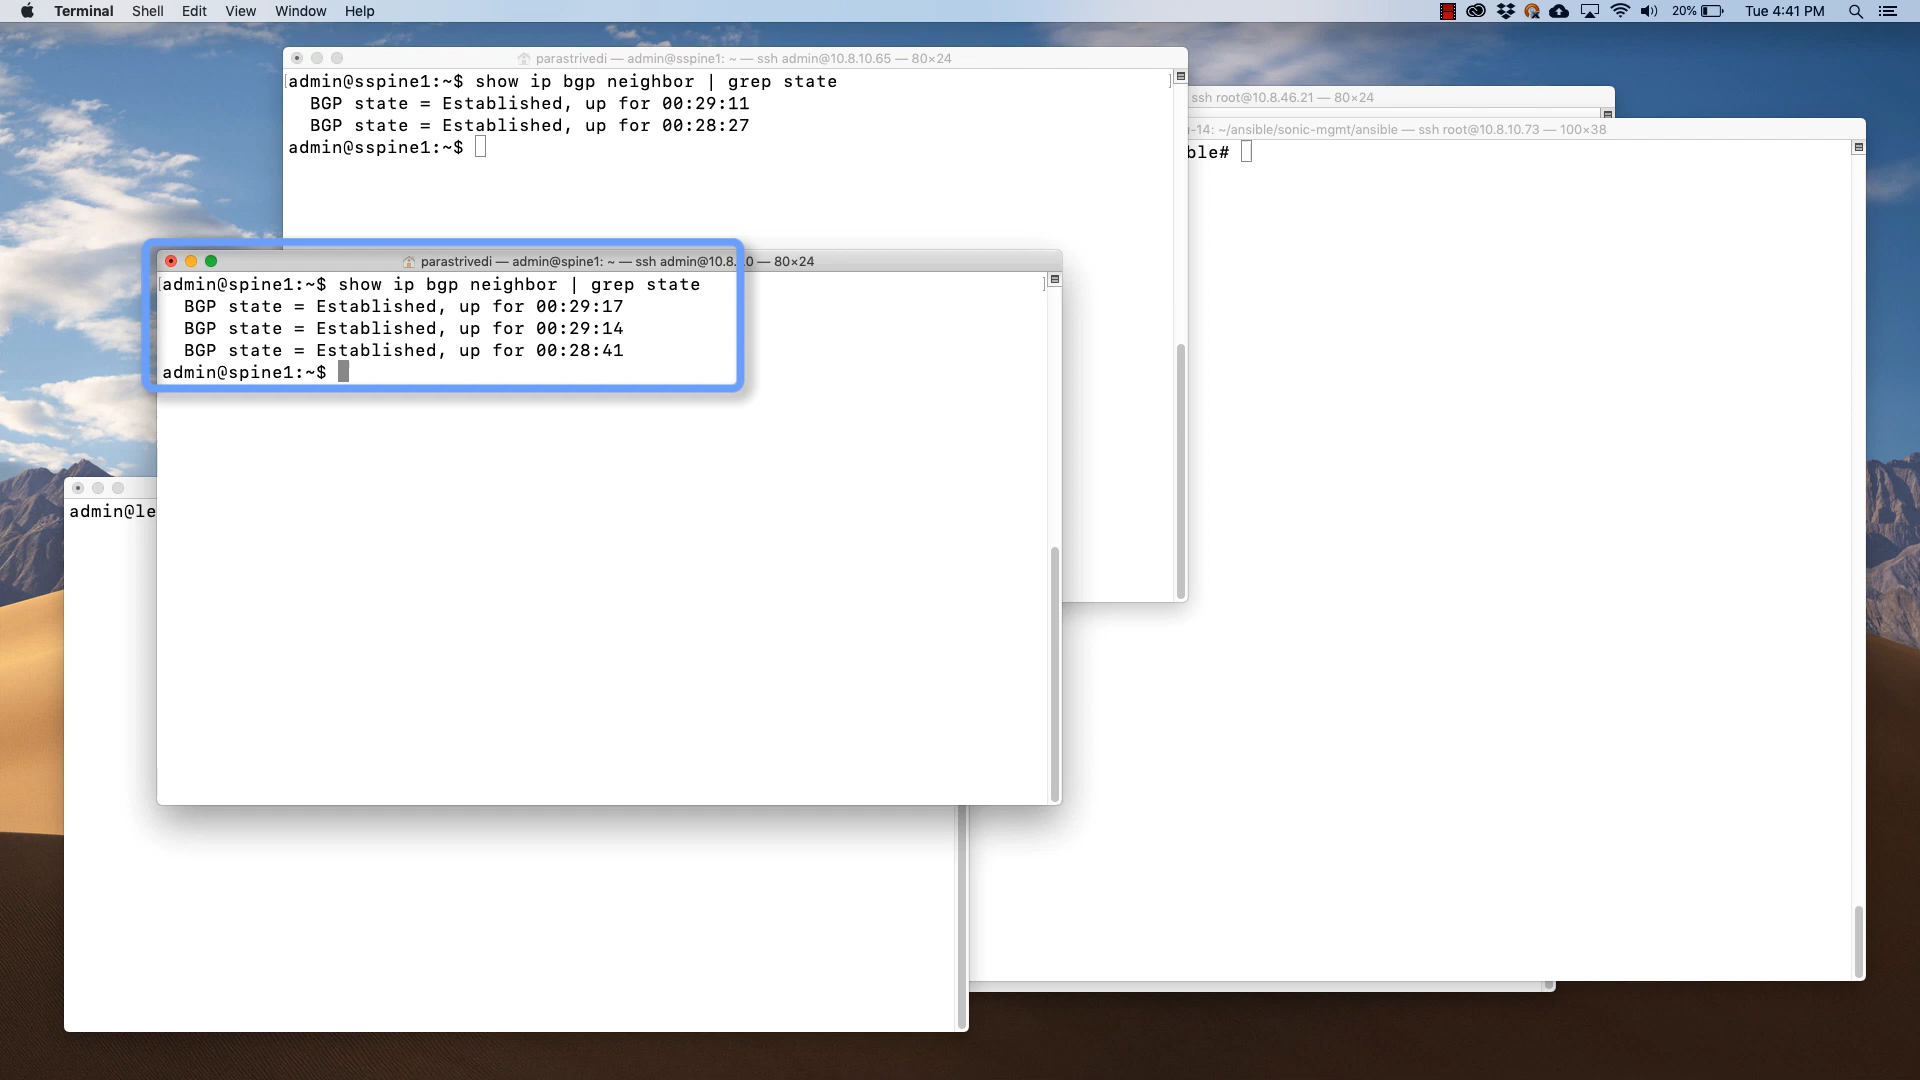 Terminal Shell Edit View Window Help 20% Tue 4:41 PM
parastrivedi — admin@sspine1: ~ — ssh admin@10.8.10.65 — 80×24
admin@sspine1:~$ show ip bgp neighbor | grep state
BGP state = Established, up for 00:29:11
BGP state = Established, up for 00:28:27
admin@sspine1:~$
ssh root@10.8.46.21 — 80×24
-14: ~/ansible/sonic-mgmt/ansible — ssh root@10.8.10.73 — 100×38
ble#
parastrivedi — admin@spine1: ~ — ssh admin@10.8. .0 — 80×24
admin@spine1:~$ show ip bgp neighbor | grep state
BGP state = Established, up for 00:29:17
BGP state = Established, up for 00:29:14
BGP state = Established, up for 00:28:41
admin@spine1:~$
admin@le